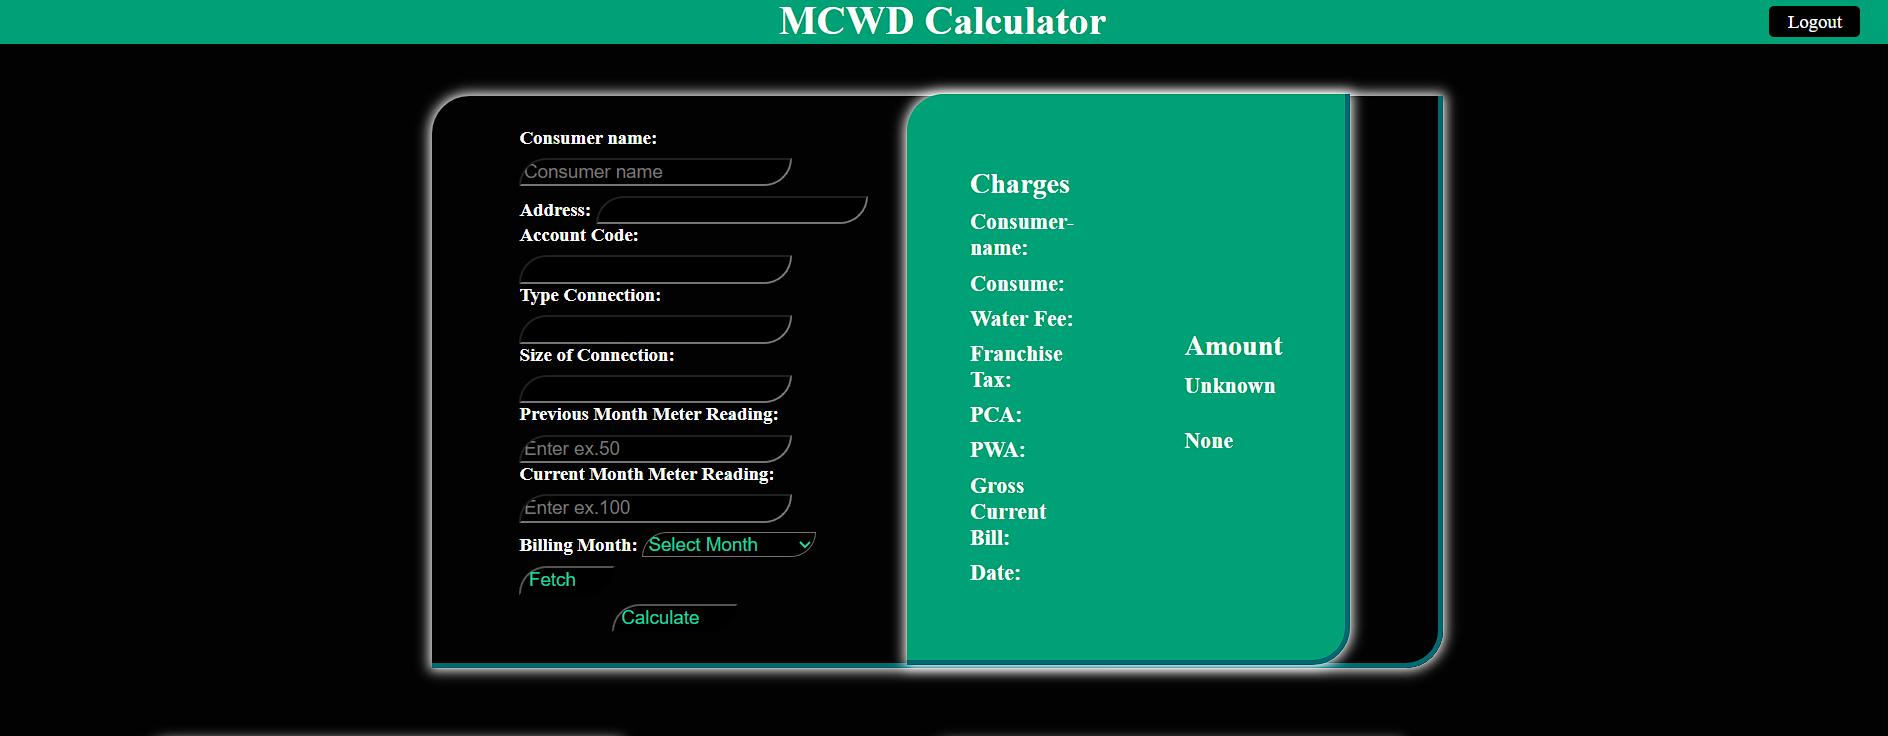 MCWD Calculator
Logout
Consumer name:
Consumer name
Address:
Account Code:
Type Connection:
Size of Connection:
Previous Month Meter Reading:
Enter ex.50
Current Month Meter Reading:
Enter ex.100
Billing Month: Select Month
Fetch
Calculate
Charges
Consumer-
name:
Consume:
Water Fee:
Franchise
Tax:
PCA:
PWA:
Gross
Current
Bill:
Date:
Amount
Unknown
None